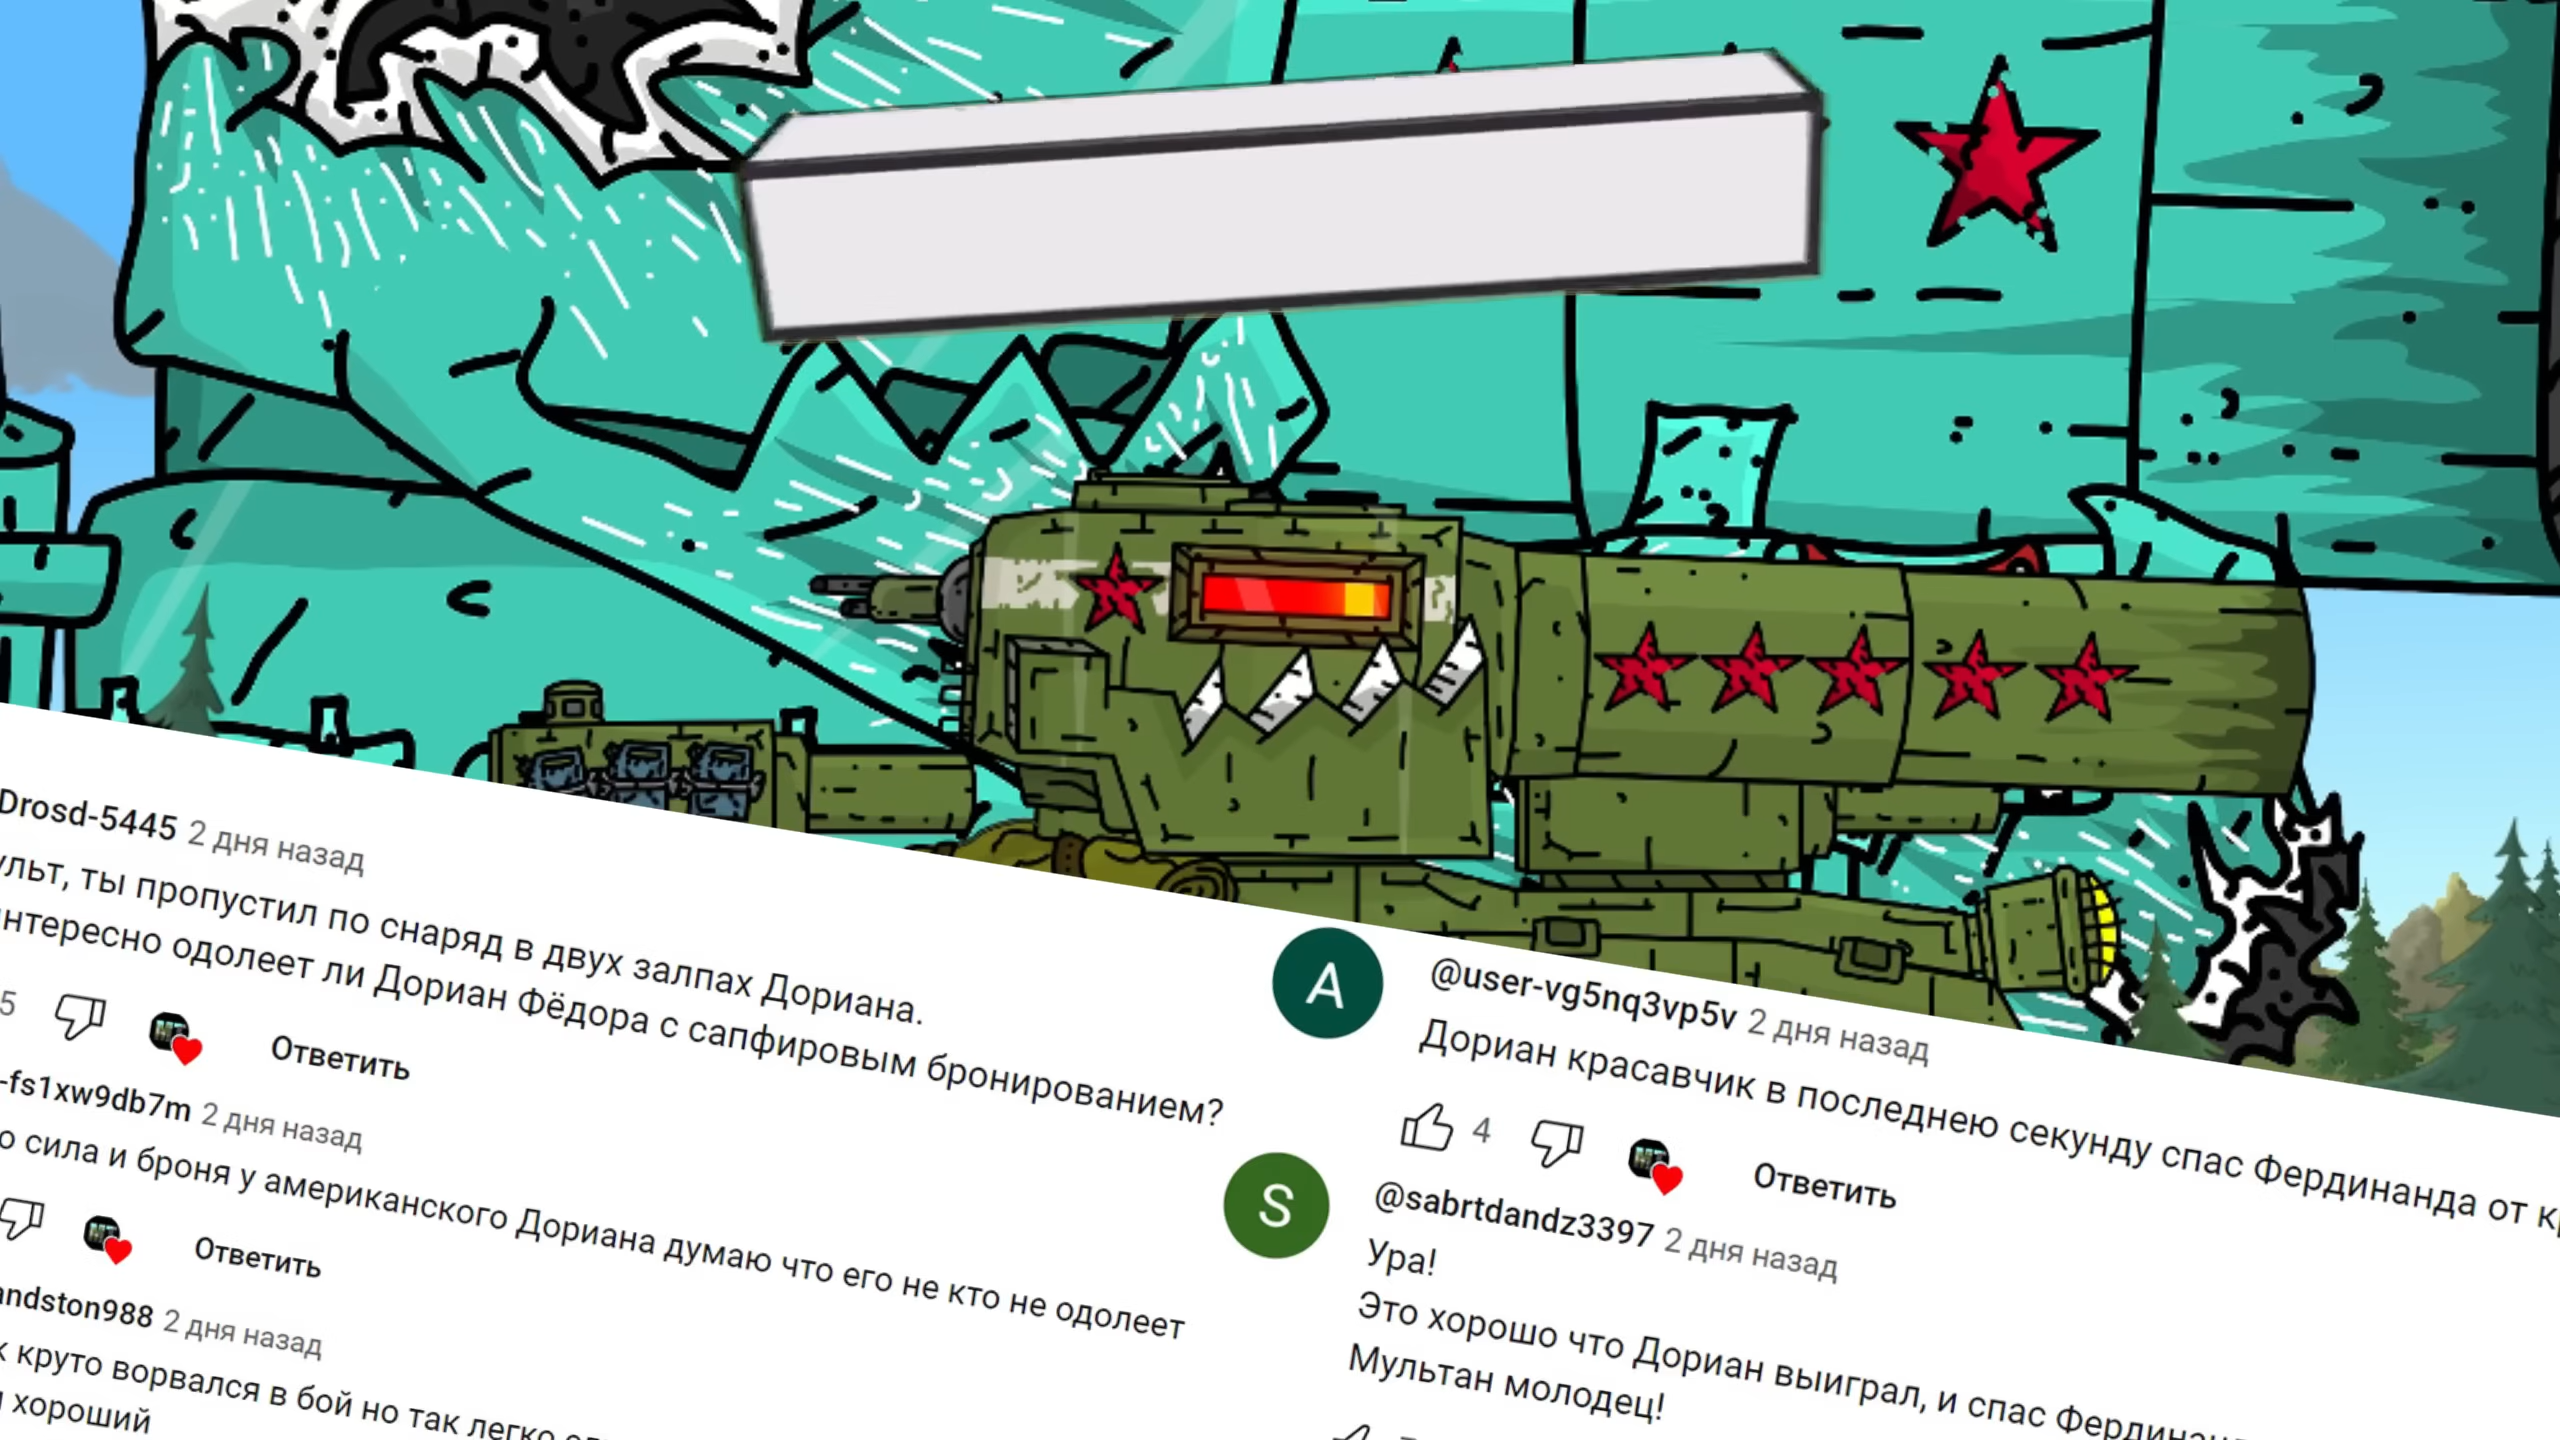 Drosd-5445 2 дня назад
ты пропустил по снаряд в двух залпах Дориана.
одолеет ли Дориан Фёдора с сапфировым бронированием?
5
Ответить
-fs1xw9db7m 2 дня назад
сила и броня у американского Дориана думаю что его не кто не одолеет
Ответить
andston988 2 дня назад
круто ворвался в бой но так легко
хороший
A
@user-vg5nq3vp5v 2 дня назад
Дориан красавчик в последнею секунду спас Фердинанда от
4
Ответить
S
@sabrtdandz3397 2 дня назад
Ура!
Это хорошо что Дориан выиграл, и спас
Мультан молодец!